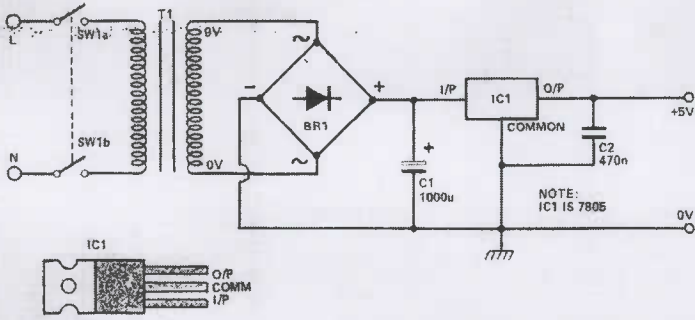 L
SW1a
T1
9V
~
I/P
IC1
O/P
+5V
-
+
BR1
COMMON
C2
470n
+
C1
1000u
N
SW1b
0V
~
NOTE:
IC1 IS 7805
0V
IC1
O/P
COMM
I/P